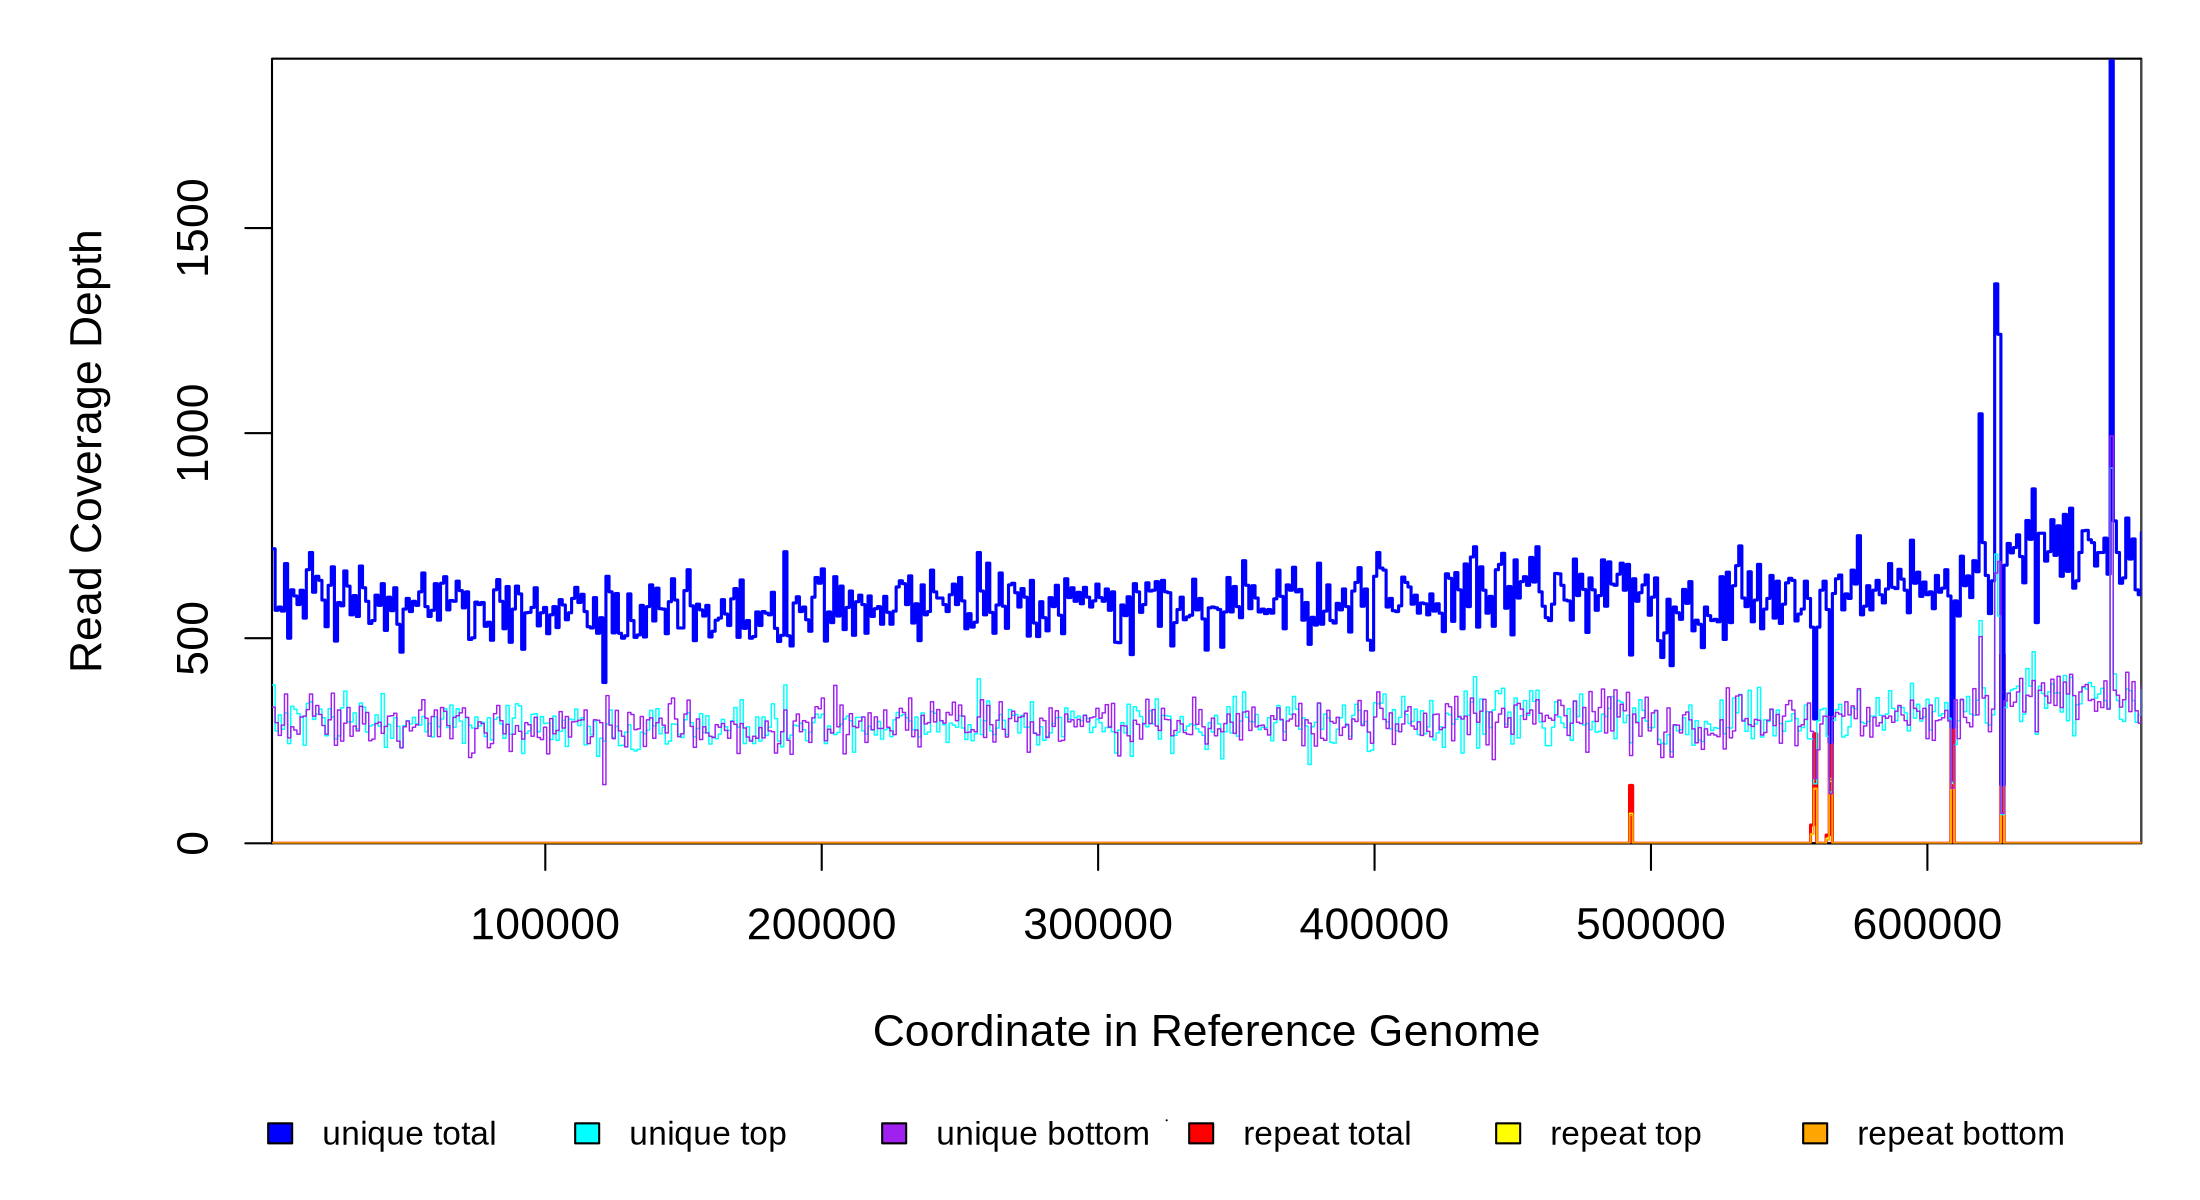 Read Coverage Depth
1500
1000
500
0
100000 200000 300000 400000 500000 600000
Coordinate in Reference Genome
unique total unique top unique bottom repeat total repeat top repeat bottom